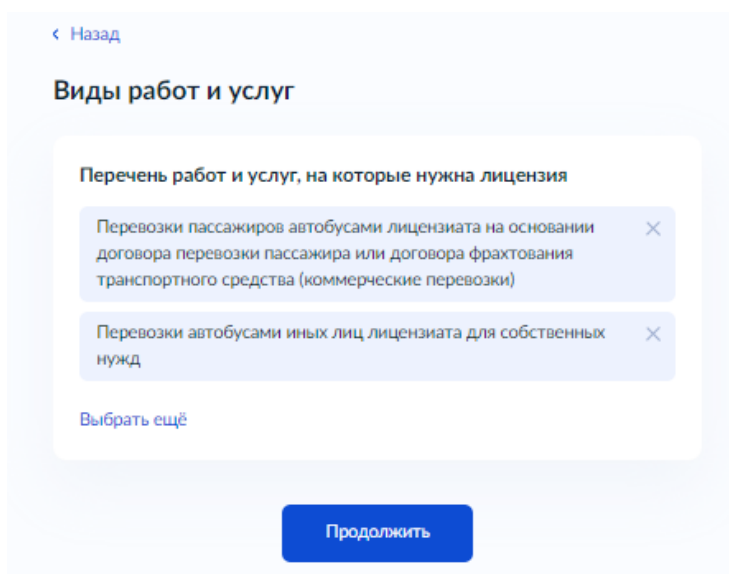 Назад
Виды работ и услуг
Перечень работ и услуг, на которые нужна лицензия
Перевозки пассажиров автобусами лицензиата на основании
договора перевозки пассажира или договора фрахтования
транспортного средства (коммерческие перевозки)
Перевозки автобусами иных лиц лицензиата для собственных
нужд
Выбрать ещё
Продолжить